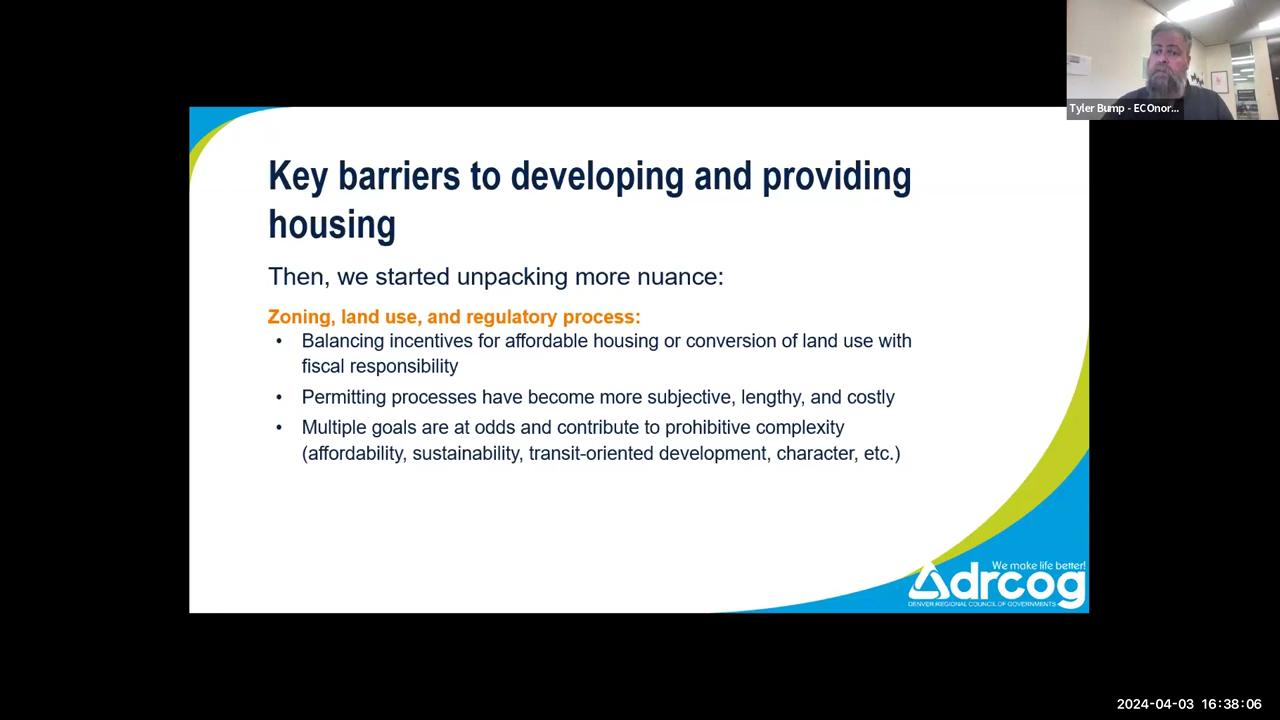 Tyler Bump - ECOnor...
Key barriers to developing and providing
housing
Then, we started unpacking more nuance:
Zoning, land use, and regulatory process:
• Balancing incentives for affordable housing or conversion of land use with
fiscal responsibility
• Permitting processes have become more subjective, lengthy, and costly
• Multiple goals are at odds and contribute to prohibitive complexity
(affordability, sustainability, transit-oriented development, character, etc.)
We make life better!
drcog
DENVER REGIONAL COUNCIL OF GOVERNMENTS
2024-04-03 16:38:06